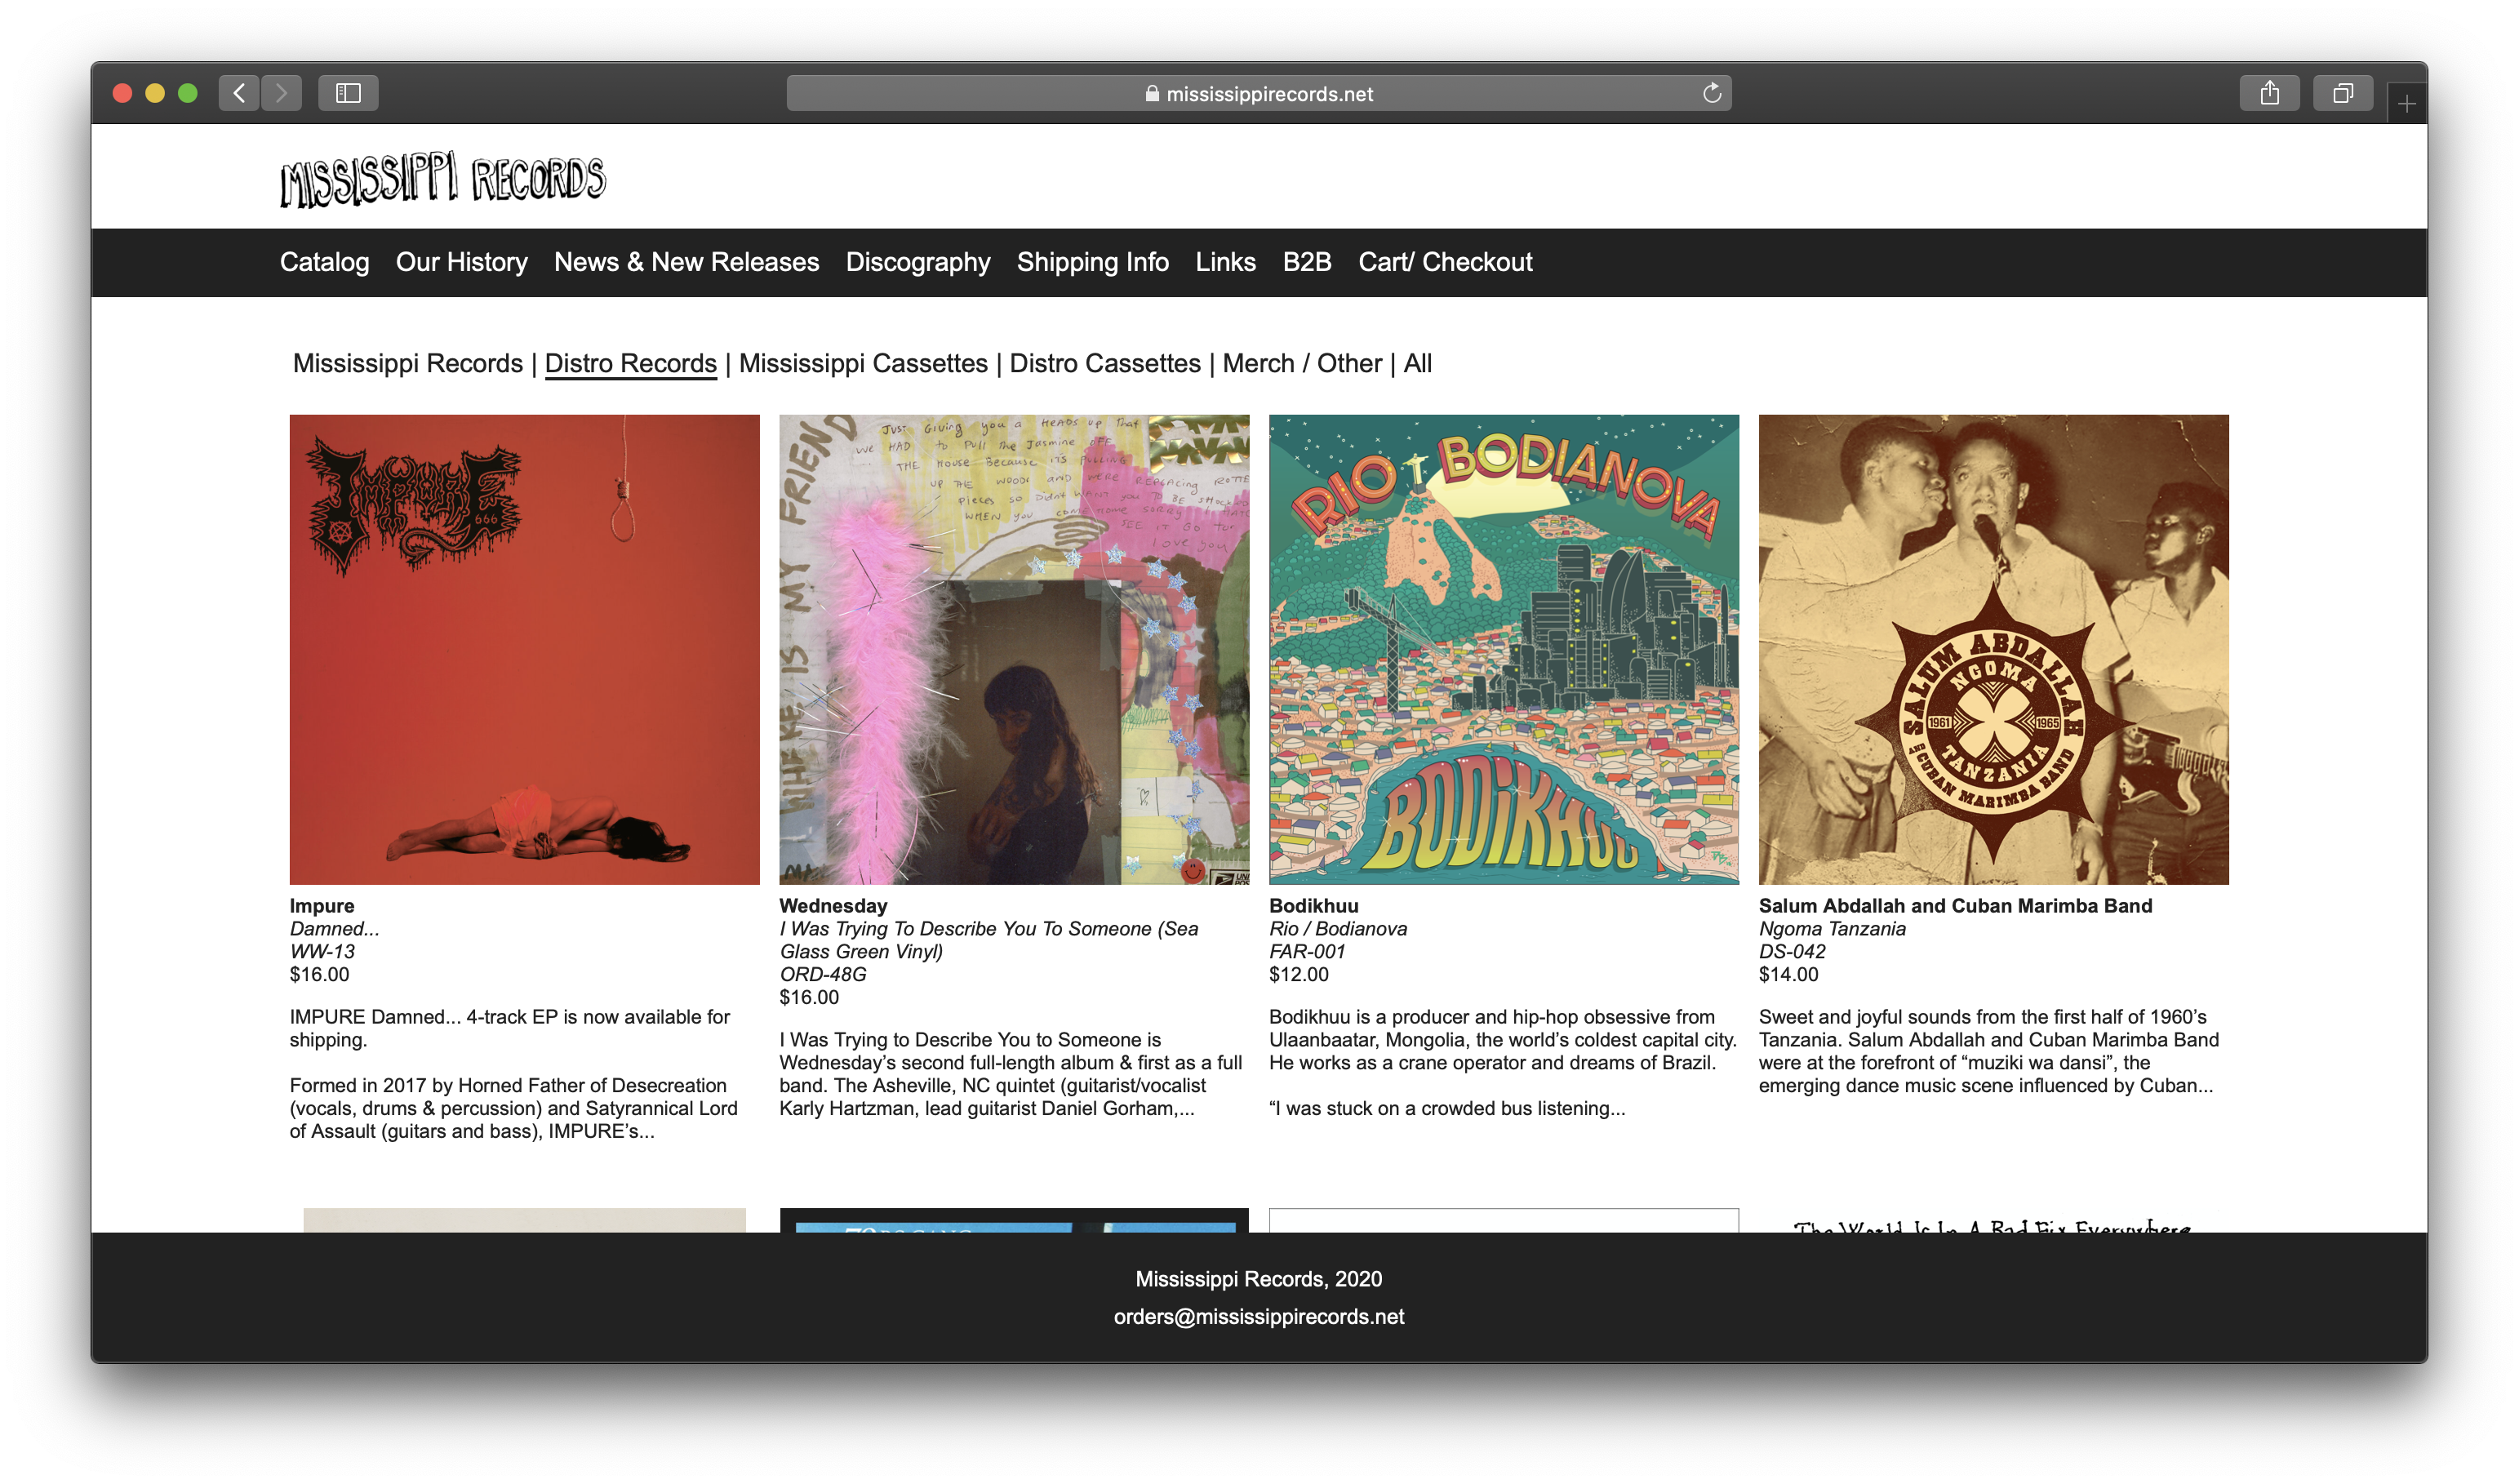 mississippirecords.net
MISSISSIPPI RECORDS
Catalog Our History News & New Releases Discography Shipping Info Links B2B Cart/ Checkout
Mississippi Records | Distro Records | Mississippi Cassettes | Distro Cassettes | Merch / Other | All
IMPURE
666
Just Giving you a HEADS up that
we HAD to pull the Jasmine OFF
THE House Because its pulling
UP THE WOOD and we're REPLACING ROTTE
pieces so Didn't WANT you TO BE SHOCK
WHEN you come home sorry
SEE IT GO
I love you
IS MY FRIEND
RIO BODIANOVA
BODIKHUU
SALUM ABDALLAH
NGOMA
1961 1965
TANZANIA
AND CUBAN MARIMBA BAND
Impure
Damned...
WW-13
$16.00
IMPURE Damned... 4-track EP is now available for
shipping.
Formed in 2017 by Horned Father of Desecreation
(vocals, drums & percussion) and Satyrannical Lord
of Assault (guitars and bass), IMPURE’s...
Wednesday
I Was Trying To Describe You To Someone (Sea
Glass Green Vinyl)
ORD-48G
$16.00
I Was Trying to Describe You to Someone is
Wednesday’s second full-length album & first as a full
band. The Asheville, NC quintet (guitarist/vocalist
Karly Hartzman, lead guitarist Daniel Gorham,...
Bodikhuu
Rio / Bodianova
FAR-001
$12.00
Bodikhuu is a producer and hip-hop obsessive from
Ulaanbaatar, Mongolia, the world’s coldest capital city.
He works as a crane operator and dreams of Brazil.
“I was stuck on a crowded bus listening...
Salum Abdallah and Cuban Marimba Band
Ngoma Tanzania
DS-042
$14.00
Sweet and joyful sounds from the first half of 1960’s
Tanzania. Salum Abdallah and Cuban Marimba Band
were at the forefront of “muziki wa dansi”, the
emerging dance music scene influenced by Cuban...
The World Is In A Bad Fix Everywhere
Mississippi Records, 2020
orders@mississippirecords.net